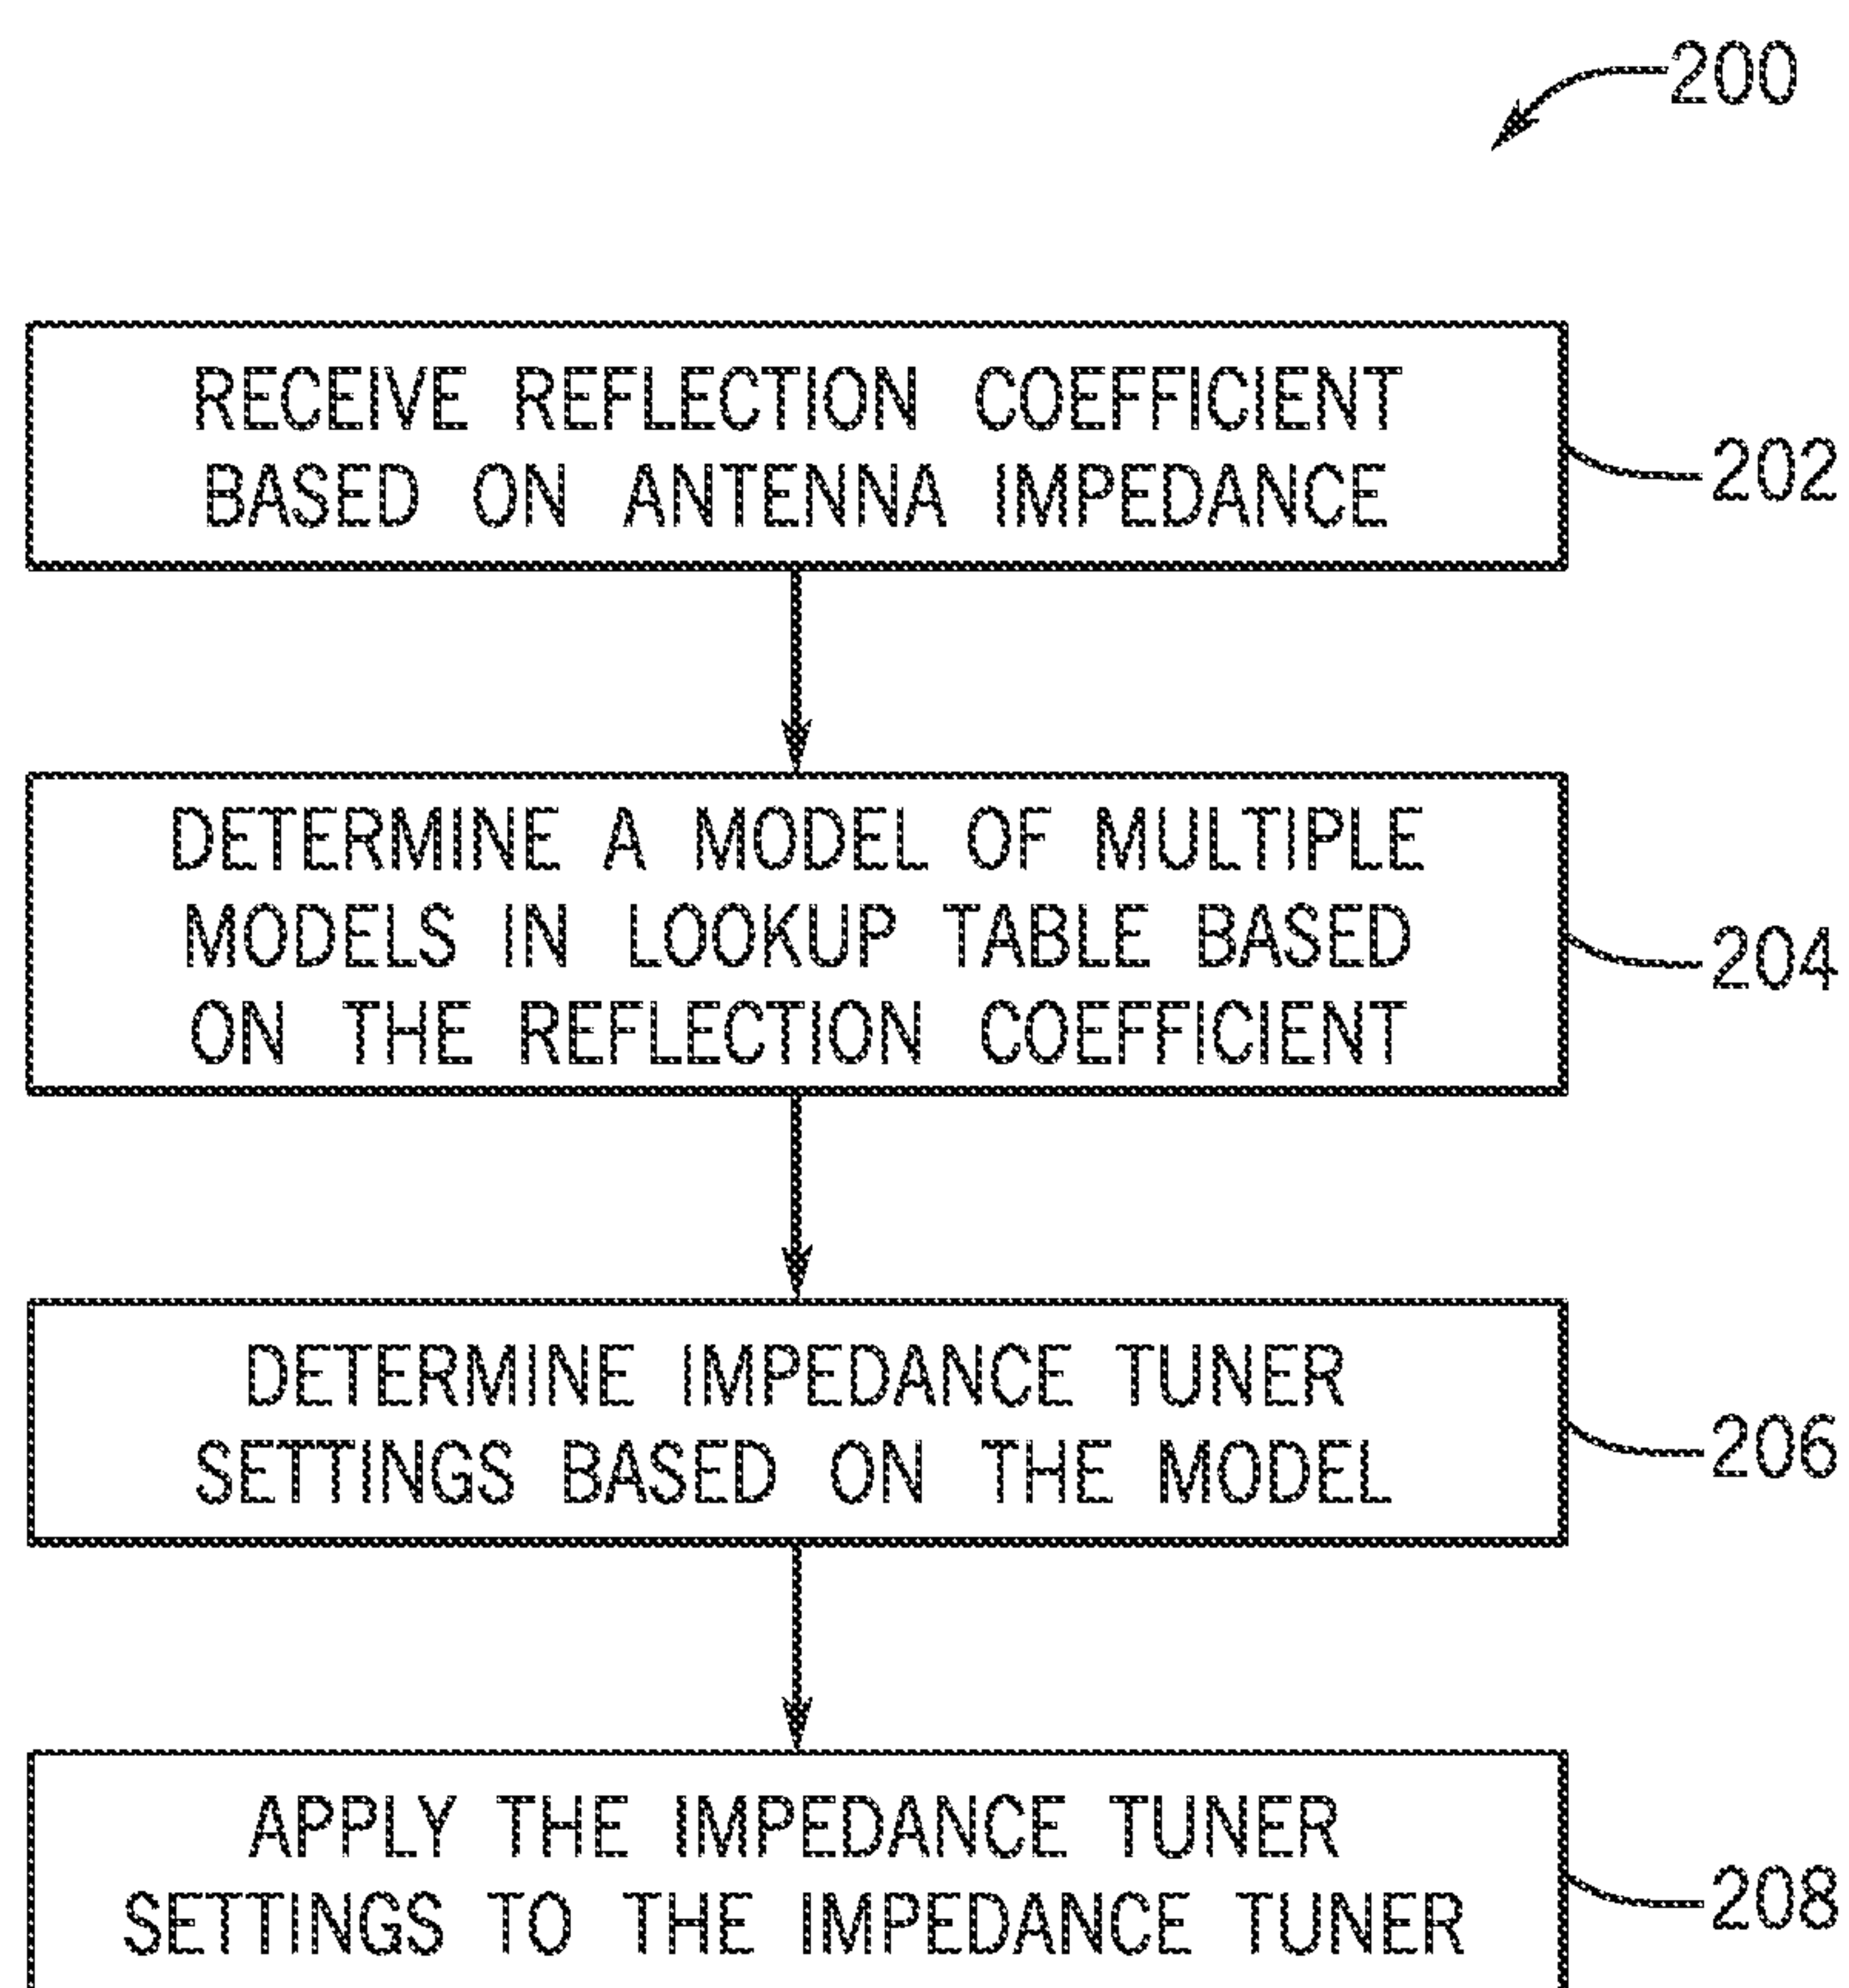 200
RECEIVE REFLECTION COEFFICIENT
BASED ON ANTENNA IMPEDANCE
202
DETERMINE A MODEL OF MULTIPLE
MODELS IN LOOKUP TABLE BASED
ON THE REFLECTION COEFFICIENT
204
DETERMINE IMPEDANCE TUNER
SETTINGS BASED ON THE MODEL
206
APPLY THE IMPEDANCE TUNER
SETTINGS TO THE IMPEDANCE TUNER
208